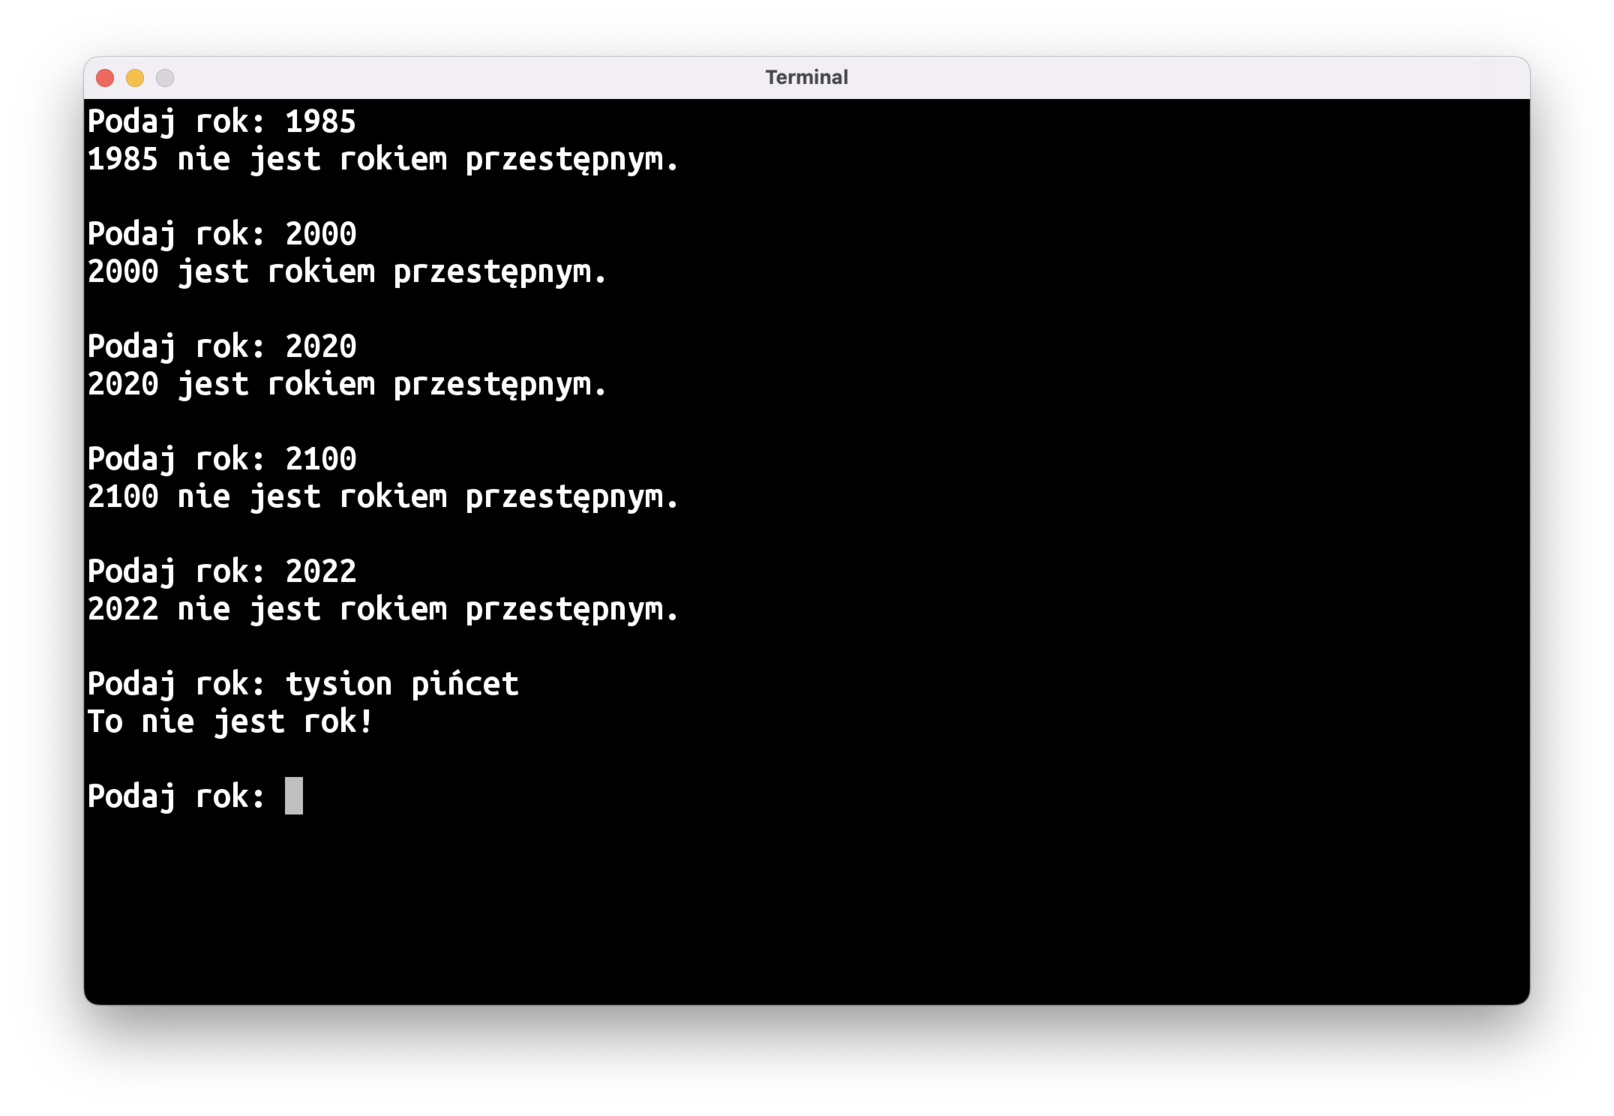 Terminal
Podaj rok: 1985
1985 nie jest rokiem przestępnym.
Podaj rok: 2000
2000 jest rokiem przestępnym.
Podaj rok: 2020
2020 jest rokiem przestępnym.
Podaj rok: 2100
2100 nie jest rokiem przestępnym.
Podaj rok: 2022
2022 nie jest rokiem przestępnym.
Podaj rok: tysion pińcet
To nie jest rok!
Podaj rok: